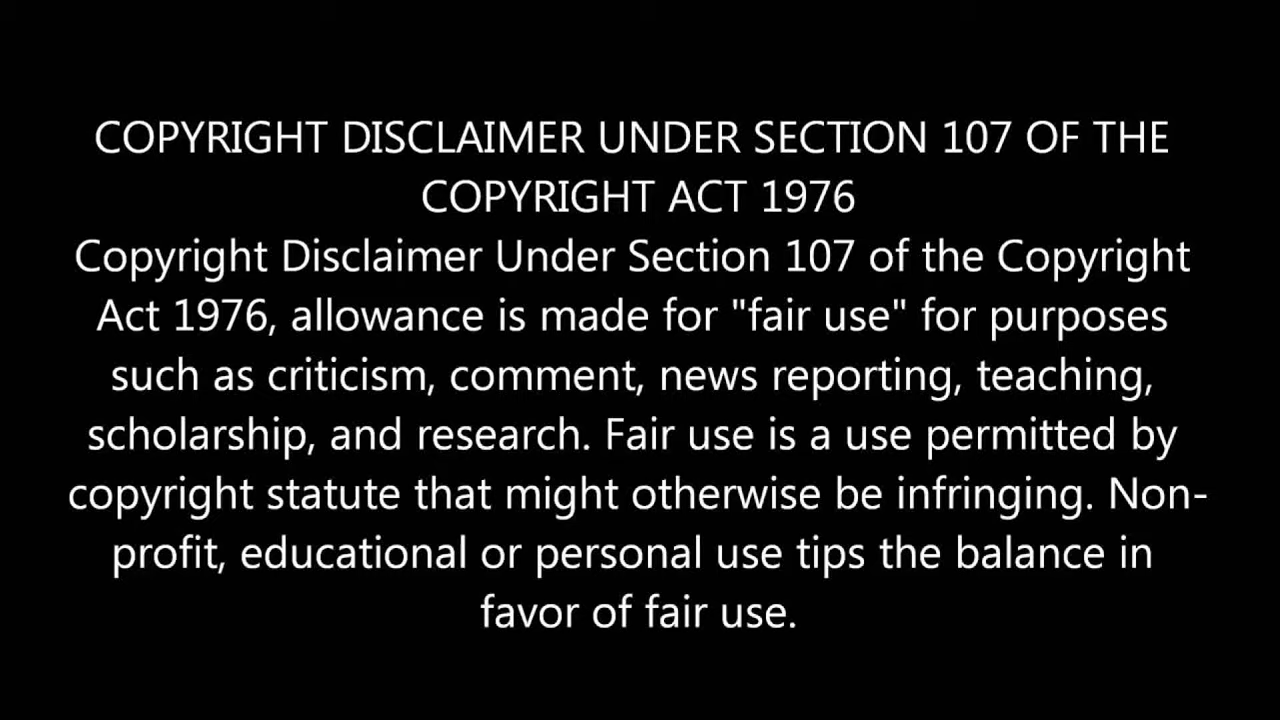 COPYRIGHT DISCLAIMER UNDER SECTION 107 OF THE
COPYRIGHT ACT 1976
Copyright Disclaimer Under Section 107 of the Copyright
Act 1976, allowance is made for "fair use" for purposes
such as criticism, comment, news reporting, teaching,
scholarship, and research. Fair use is a use permitted by
copyright statute that might otherwise be infringing. Non-
profit, educational or personal use tips the balance in
favor of fair use.